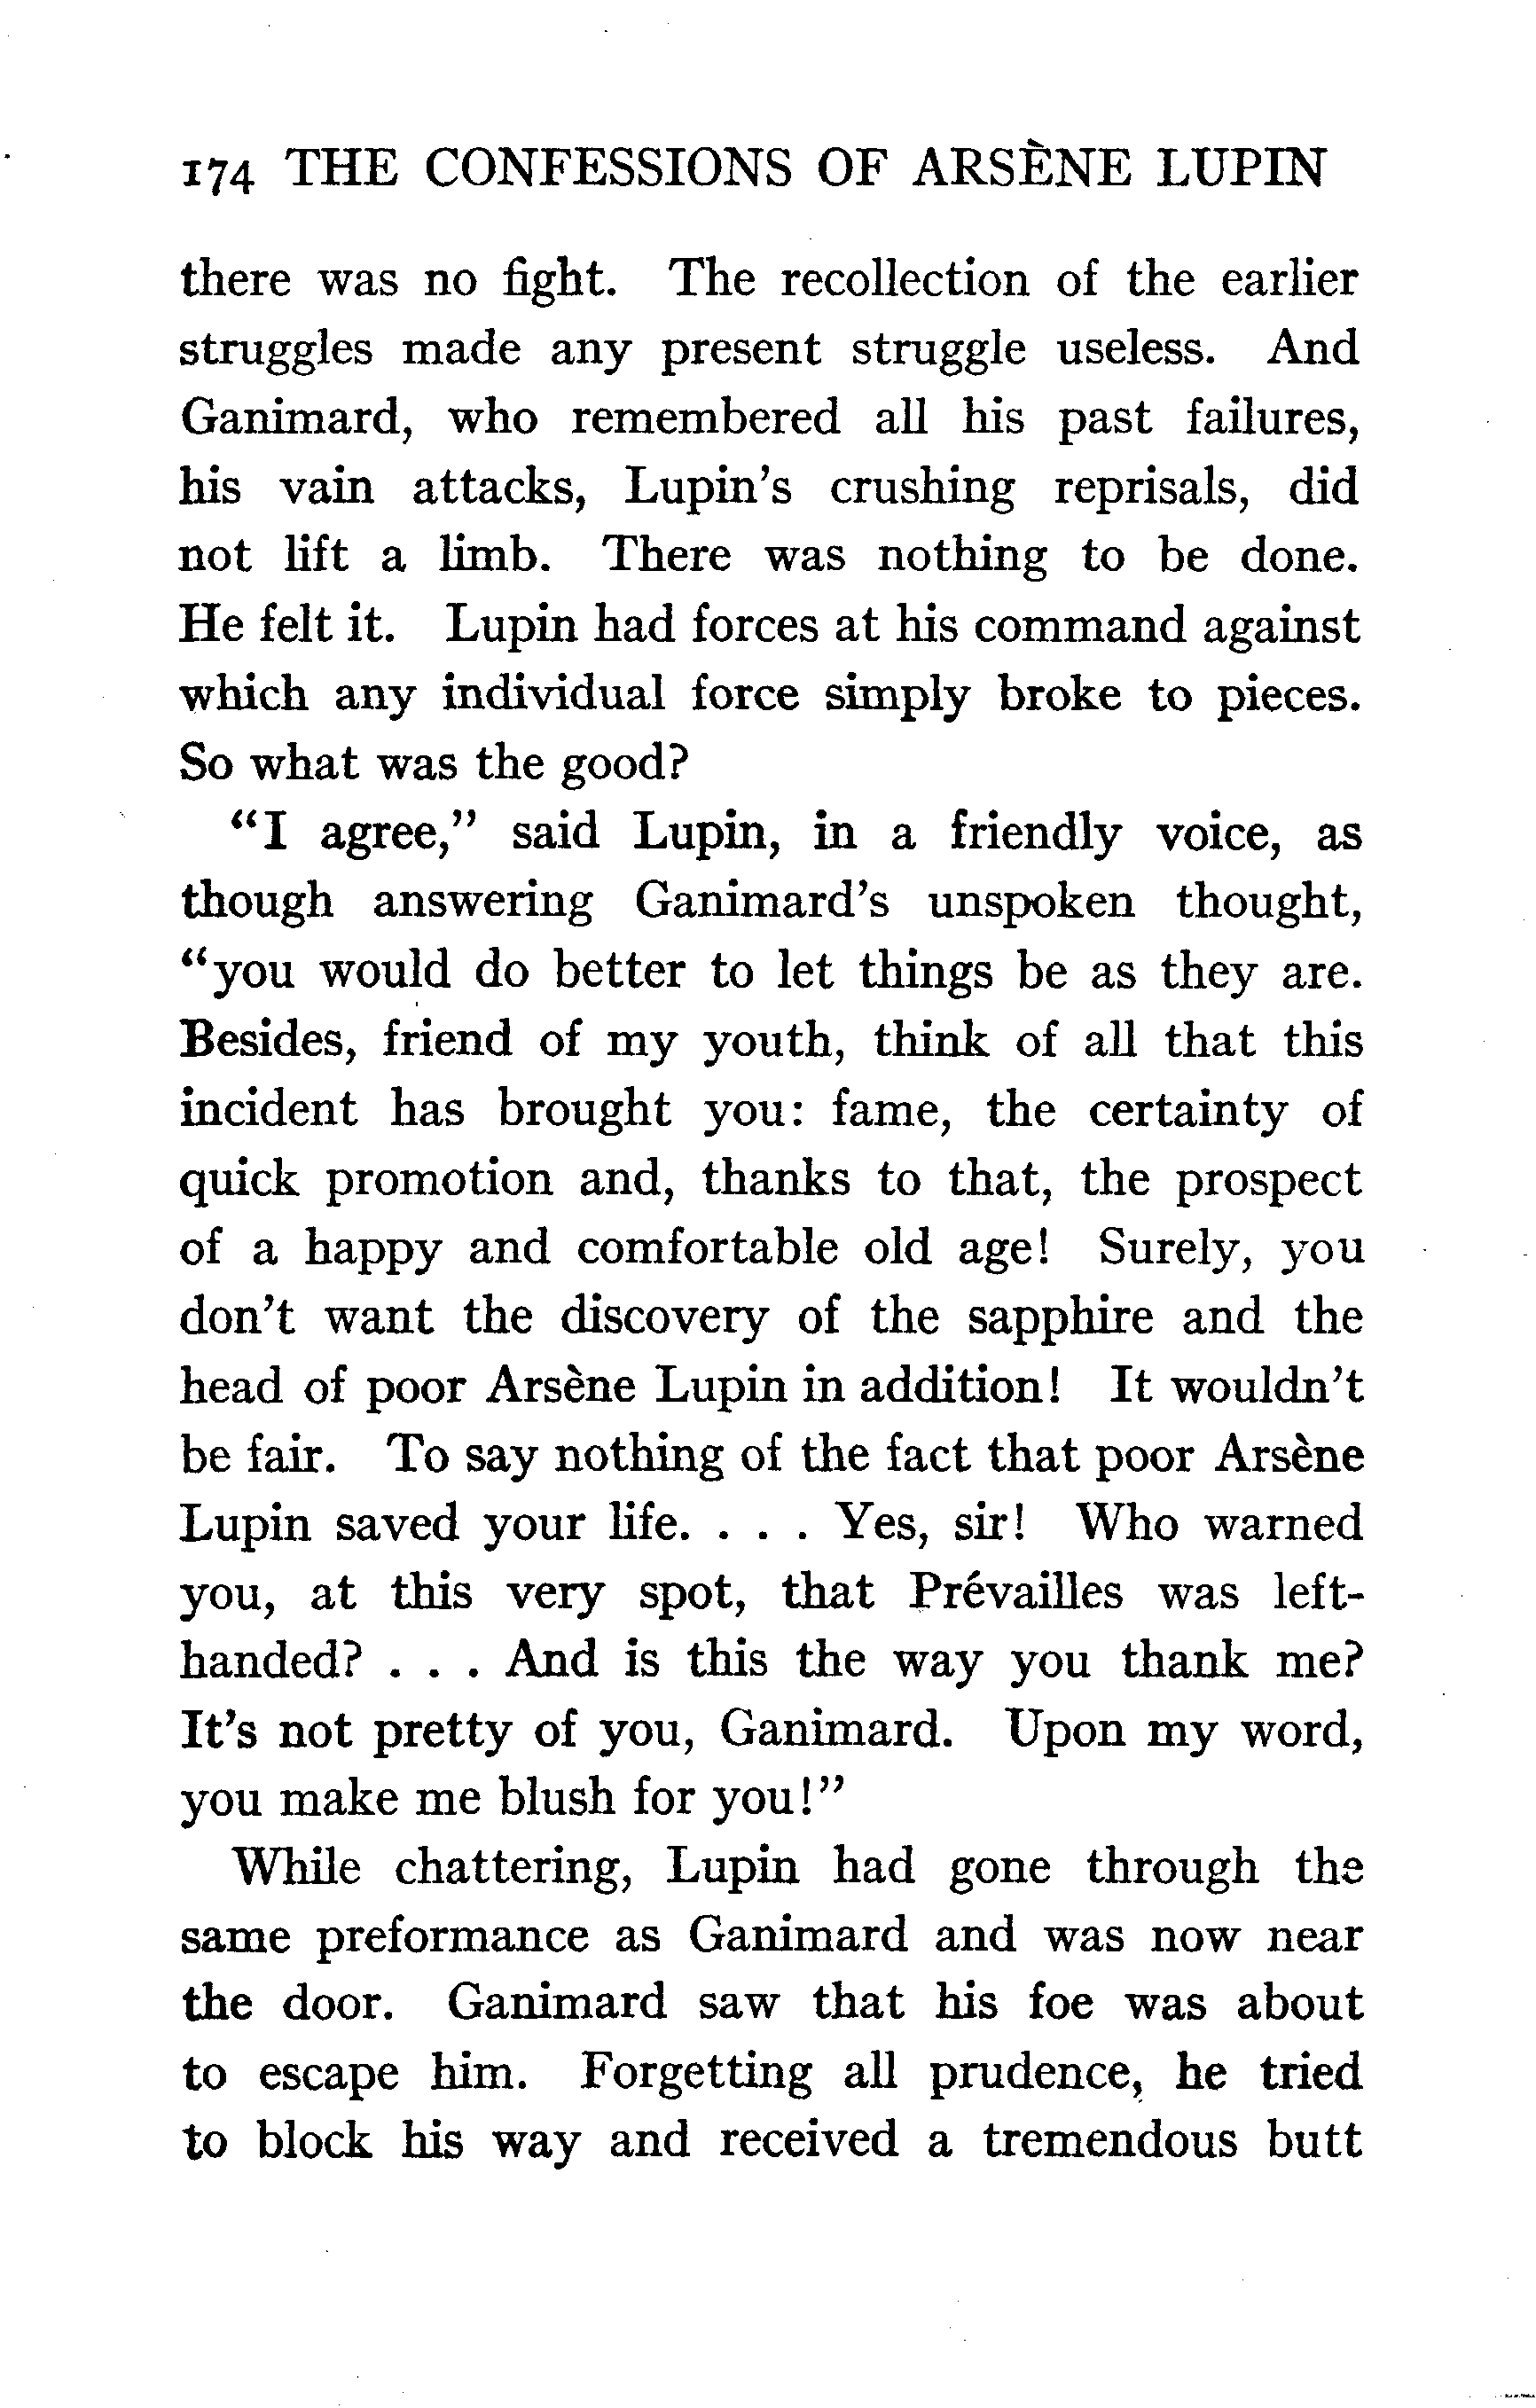 174 THE CONFESSIONS OF ARSÈNE LUPIN
there was no fight. The recollection of the earlier
struggles made any present struggle useless. And
Ganimard, who remembered all his past failures,
his vain attacks, Lupin's crushing reprisals, did
not lift a limb. There was nothing to be done.
He felt it. Lupin had forces at his command against
which any individual force simply broke to pieces.
So what was the good?
"I agree," said Lupin, in a friendly voice, as
though answering Ganimard's unspoken thought,
"you would do better to let things be as they are.
Besides, friend of my youth, think of all that this
incident has brought you: fame, the certainty of
quick promotion and, thanks to that, the prospect
of a happy and comfortable old age! Surely, you
don't want the discovery of the sapphire and the
head of poor Arsène Lupin in addition! It wouldn't
be fair. To say nothing of the fact that poor Arsène
Lupin saved your life. . . . Yes, sir! Who warned
you, at this very spot, that Prévailles was left-
handed? . . . And is this the way you thank me?
It's not pretty of you, Ganimard. Upon my word,
you make me blush for you!"
While chattering, Lupin had gone through the
same preformance as Ganimard and was now near
the door. Ganimard saw that his foe was about
to escape him. Forgetting all prudence, he tried
to block his way and received a tremendous butt